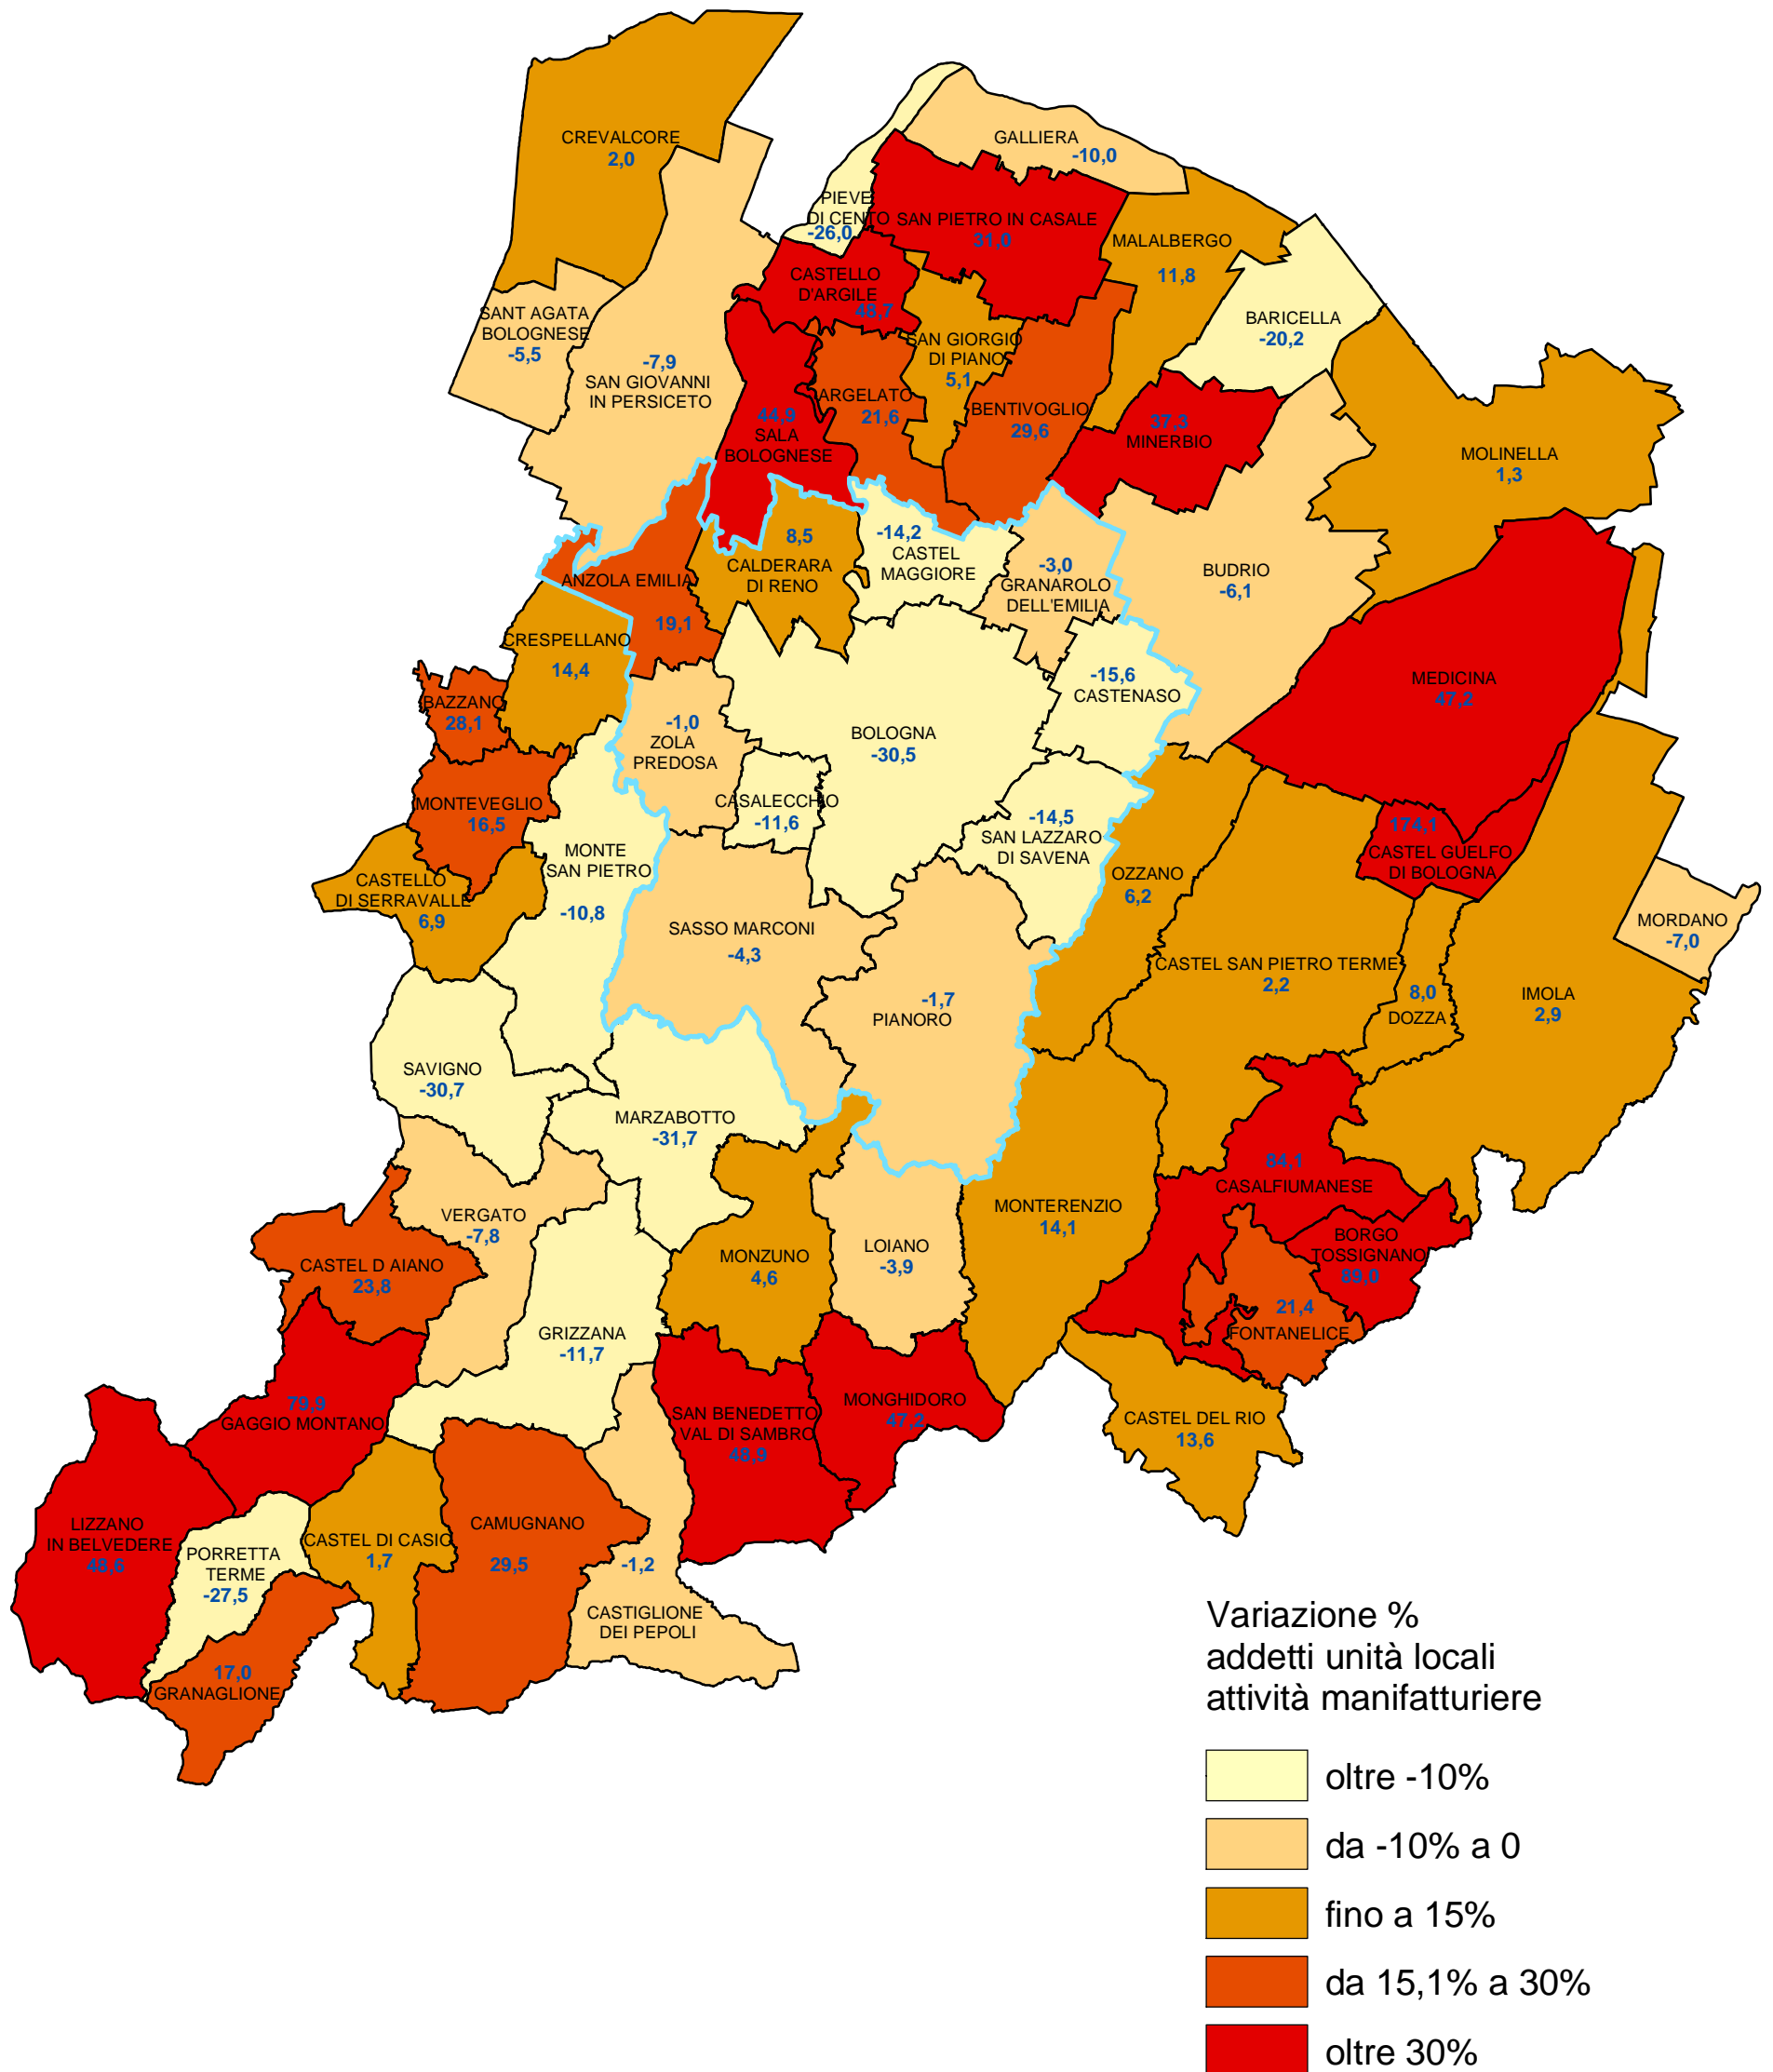 CREVALCORE
2,0
GALLIERA
-10,0
PIEVE
DI CENTO
-26,0
SAN PIETRO IN CASALE
31,0
MALALBERGO
11,8
CASTELLO
D'ARGILE
48,7
BARICELLA
-20,2
SANT AGATA
BOLOGNESE
-5,5
-7,9
SAN GIOVANNI
IN PERSICETO
SAN GIORGIO
DI PIANO
5,1
ARGELATO
21,6
BENTIVOGLIO
29,6
44,9
SALA
BOLOGNESE
37,3
MINERBIO
MOLINELLA
1,3
8,5
CALDERARA
DI RENO
-14,2
CASTEL
MAGGIORE
-3,0
GRANAROLO
DELL'EMILIA
BUDRIO
-6,1
ANZOLA EMILIA
19,1
CRESPELLANO
14,4
-15,6
CASTENASO
MEDICINA
47,2
BAZZANO
28,1
-1,0
ZOLA
PREDOSA
BOLOGNA
-30,5
MONTEVEGLIO
16,5
CASALECCHIO
-11,6
-14,5
SAN LAZZARO
DI SAVENA
174,1
CASTEL GUELFO
DI BOLOGNA
MONTE
SAN PIETRO
-10,8
CASTELLO
DI SERRAVALLE
6,9
OZZANO
6,2
SASSO MARCONI
-4,3
MORDANO
-7,0
CASTEL SAN PIETRO TERME
2,2
8,0
DOZZA
IMOLA
2,9
-1,7
PIANORO
SAVIGNO
-30,7
MARZABOTTO
-31,7
84,1
CASALFIUMANESE
VERGATO
-7,8
MONTERENZIO
14,1
CASTEL D AIANO
23,8
MONZUNO
4,6
LOIANO
-3,9
BORGO
TOSSIGNANO
89,0
21,4
FONTANELICE
GRIZZANA
-11,7
79,9
GAGGIO MONTANO
SAN BENEDETTO
VAL DI SAMBRO
48,9
MONGHIDORO
47,2
CASTEL DEL RIO
13,6
LIZZANO
IN BELVEDERE
48,6
PORRETTA
TERME
-27,5
CASTEL DI CASIO
1,7
CAMUGNANO
29,5
-1,2
CASTIGLIONE
DEI PEPOLI
17,0
GRANAGLIONE
Variazione %
addetti unità locali
attività manifatturiere
oltre -10%
da -10% a 0
fino a 15%
da 15,1% a 30%
oltre 30%